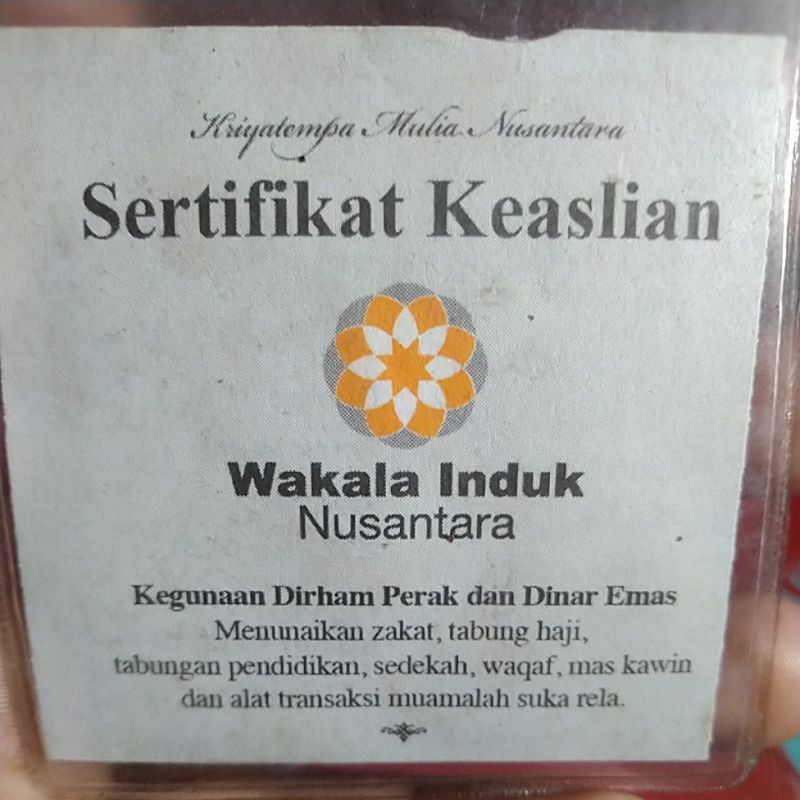 Kriyatempa Mulia Nusantara
Sertifikat Keaslian
Wakala Induk
Nusantara
Kegunaan Dirham Perak dan Dinar Emas
Menunaikan zakat, tabung haji,
tabungan pendidikan, sedekah, waqaf, mas kawin
dan alat transaksi muamalah suka rela.